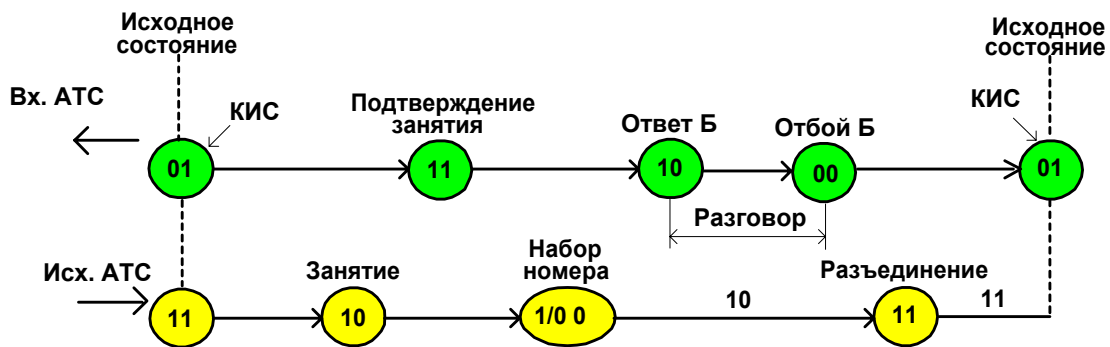 Исходное
состояние
Исходное
состояние
Вх. АТС
КИС
Подтверждение
занятия
Ответ Б
Отбой Б
КИС
01
11
10
00
01
Разговор
Исх. АТС
Занятие
Набор
номера
Разъединение
10
11
11
10
1/0 0
11